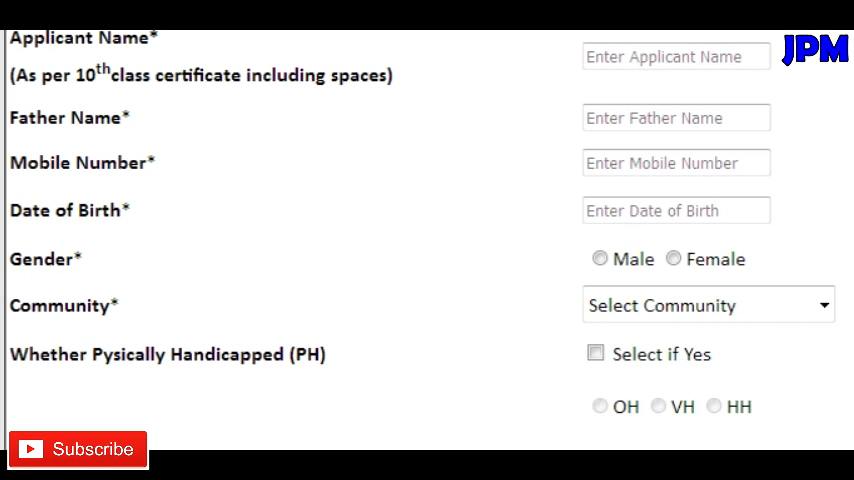 Applicant Name*
Enter Applicant Name
JPM
(As per 10thclass certificate including spaces)
Father Name*
Enter Father Name
Mobile Number*
Enter Mobile Number
Date of Birth*
Enter Date of Birth
Gender*
Male Female
Community*
Select Community
Whether Pysically Handicapped (PH)
Select if Yes
OH VH HH
Subscribe